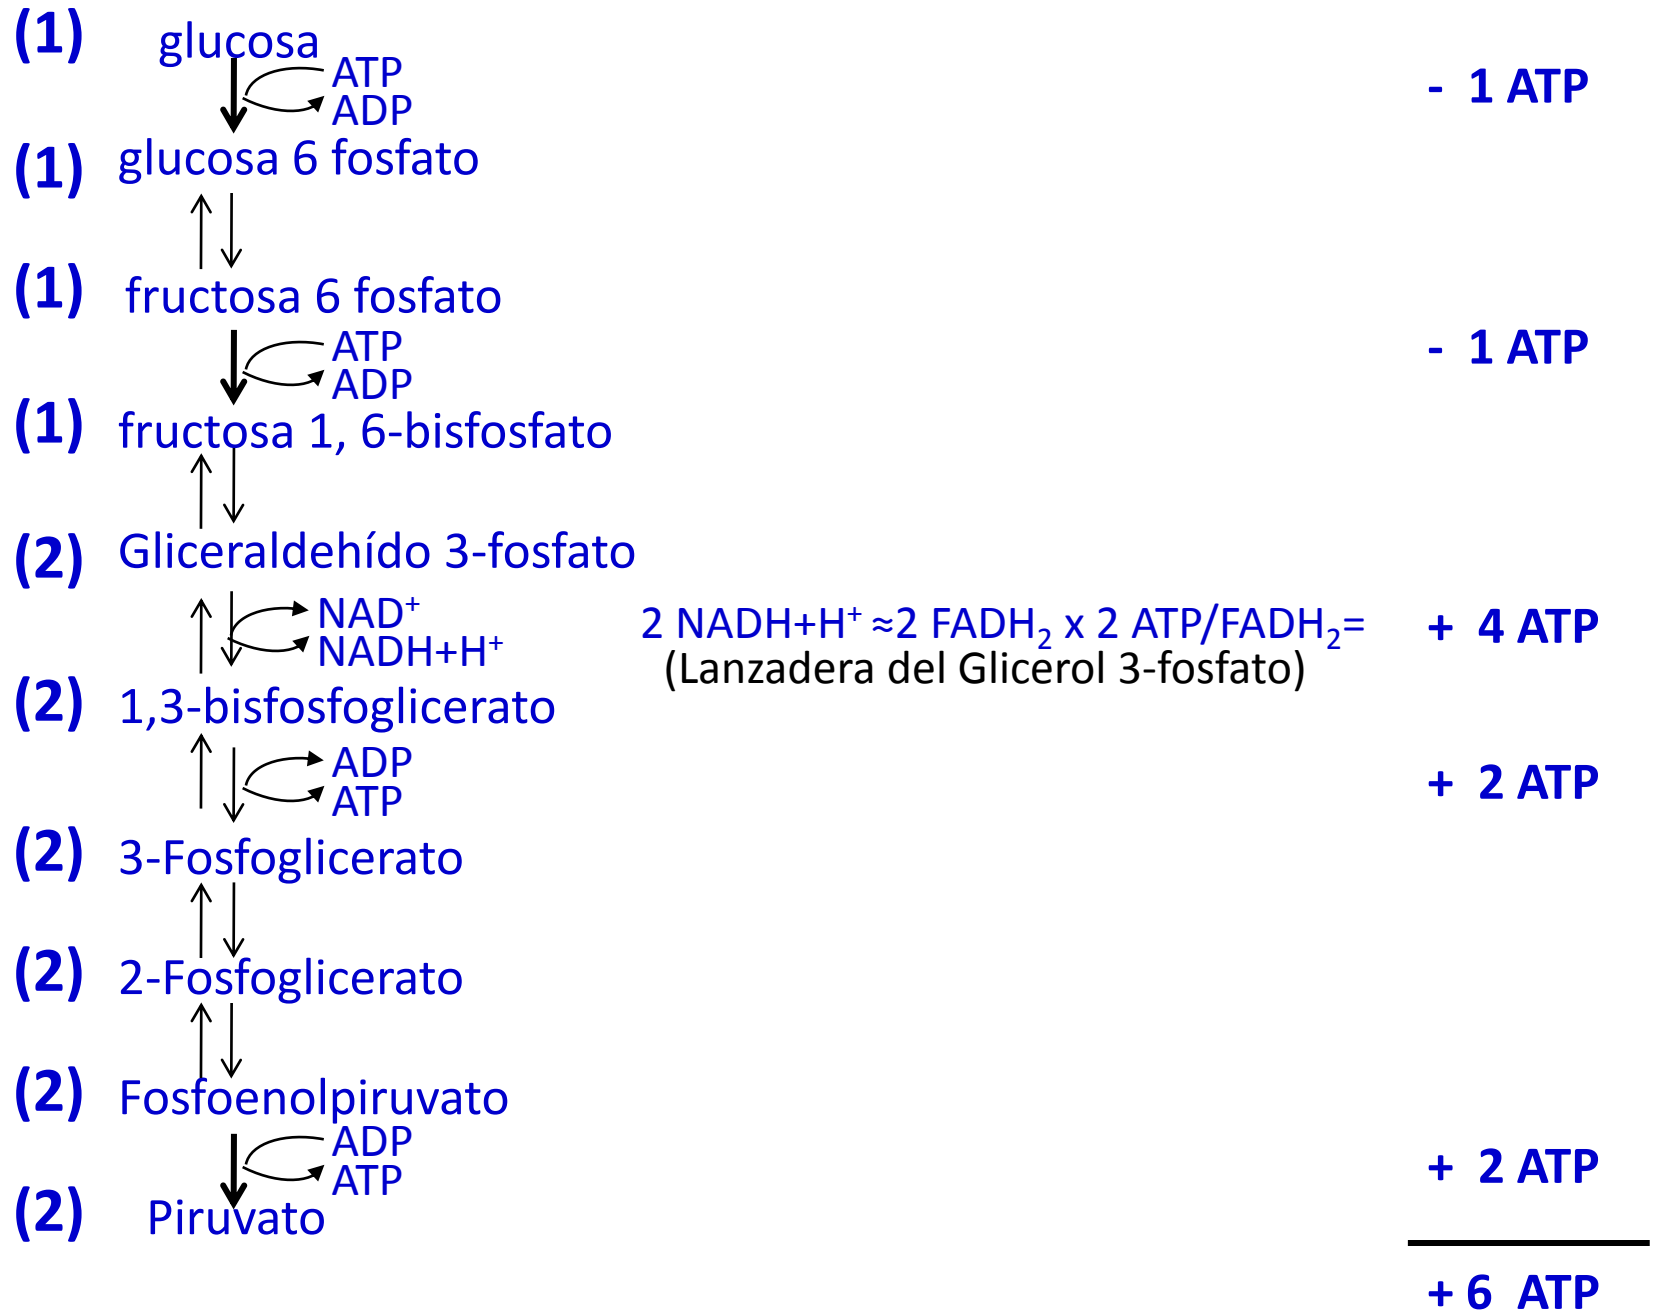 (1) glucosa
ATP
ADP
- 1 ATP
(1) glucosa 6 fosfato
(1) fructosa 6 fosfato
ATP
ADP
- 1 ATP
(1) fructosa 1, 6-bisfosfato
(2) Gliceraldehído 3-fosfato
NAD⁺
NADH+H⁺
2 NADH+H⁺ ≈2 FADH₂ x 2 ATP/FADH₂= + 4 ATP
(Lanzadera del Glicerol 3-fosfato)
(2) 1,3-bisfosfoglicerato
ADP
ATP
+ 2 ATP
(2) 3-Fosfoglicerato
(2) 2-Fosfoglicerato
(2) Fosfoenolpiruvato
ADP
ATP
+ 2 ATP
(2) Piruvato
+ 6 ATP